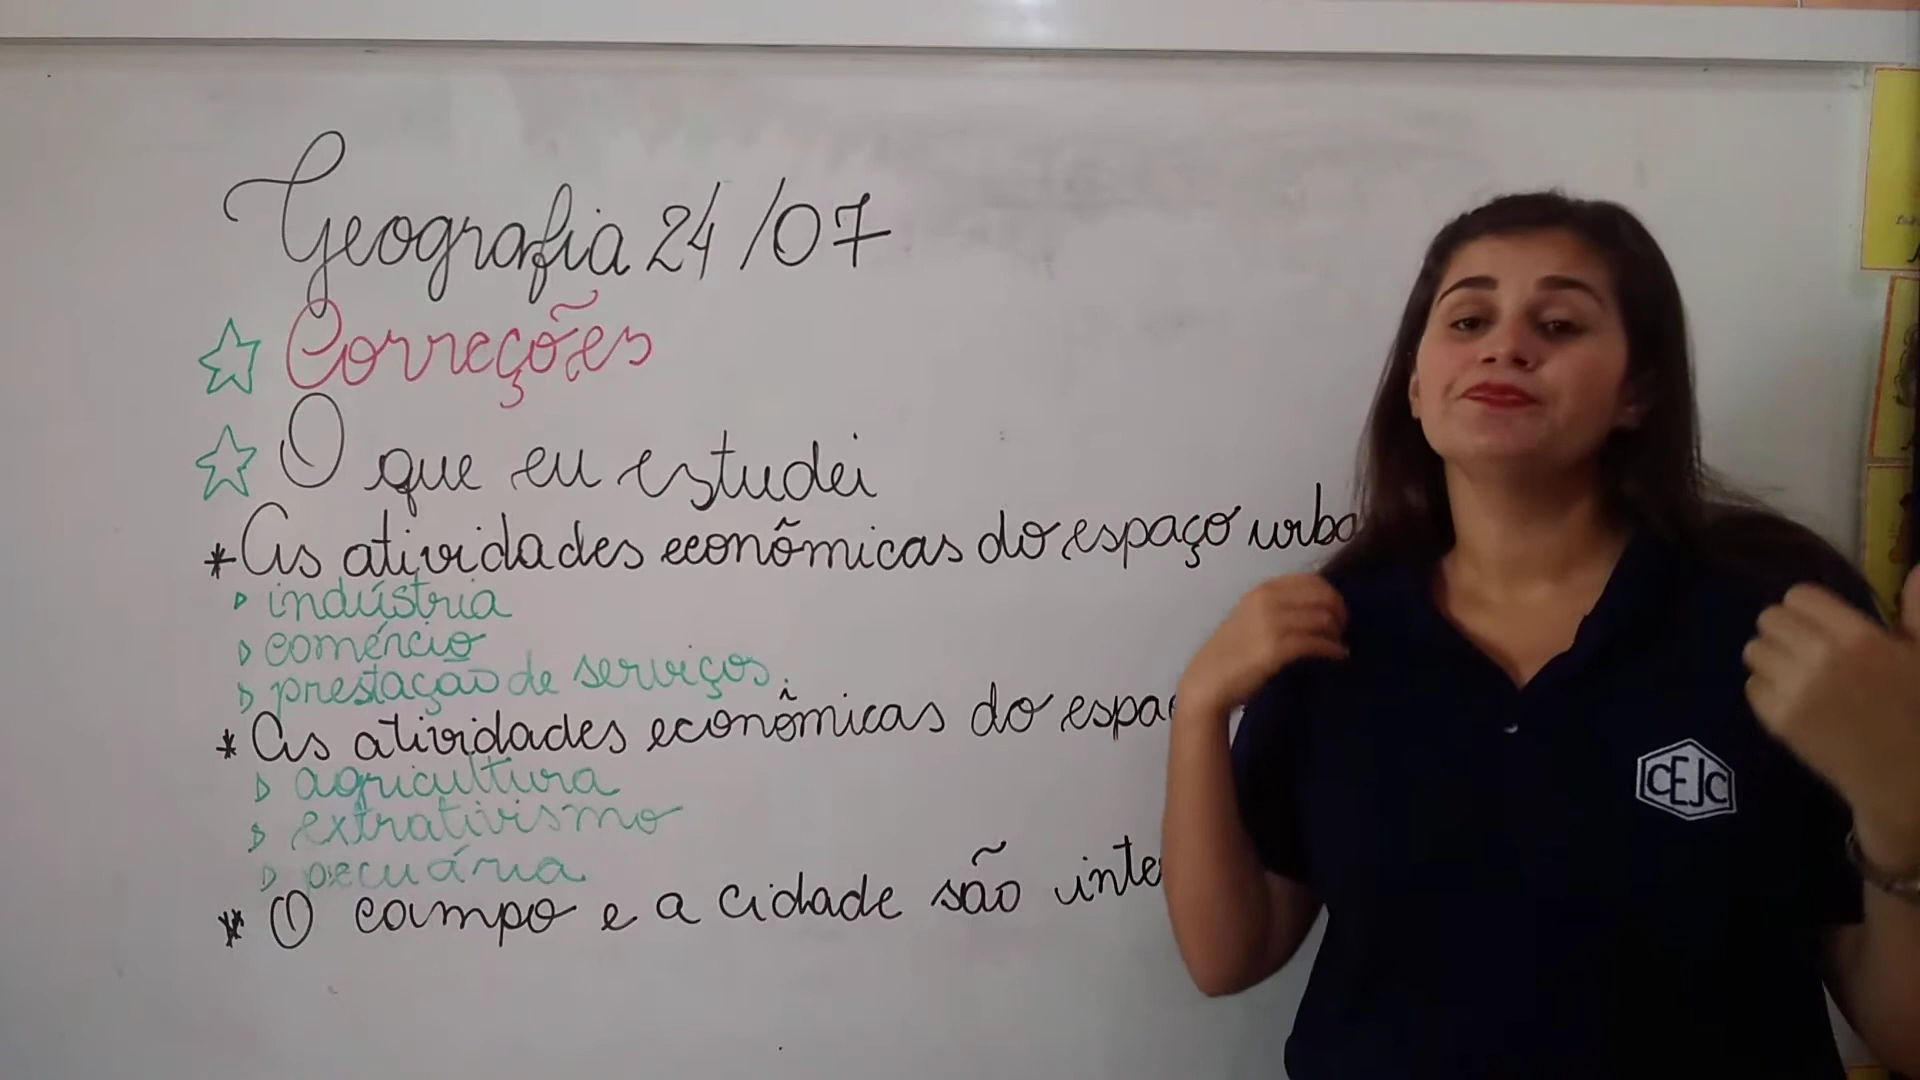 Geografia 24/07
☆ Correções
☆ O que eu estudei
* As atividades econômicas do espaço urba
indústria
comércio
prestação de serviços.
* As atividades econômicas do espaç
agricultura
extrativismo
pecuária
* O campo e a cidade são inte
CEJC